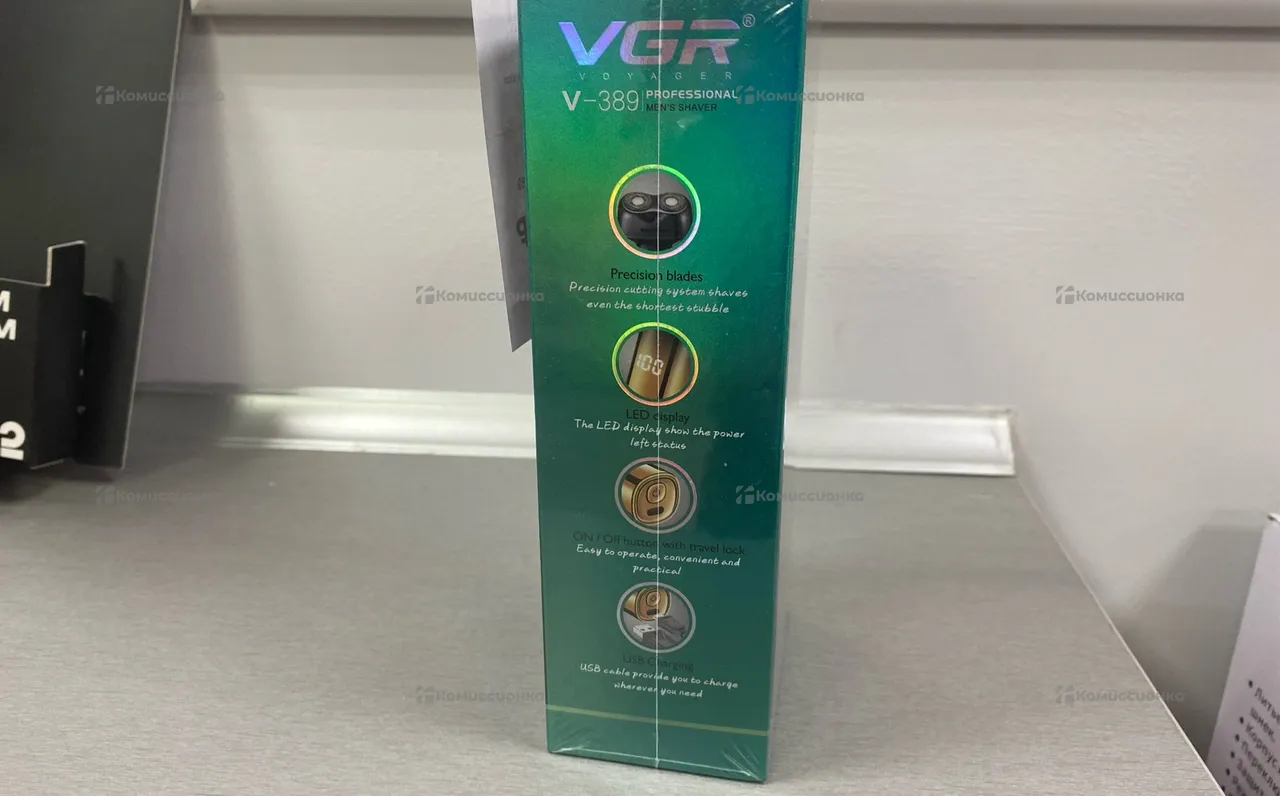 VGR®
VOYAGER
V-389 PROFESSIONAL
MEN'S SHAVER
Precision blades
Precision cutting system shaves
even the shortest stubble
100
LED display
The LED display show the power
left status
ON / Off button with travel lock
Easy to operate, convenient and
practical
USB Charging
USB cable provide you to charge
wherever you need
Комиссионка
Комиссионка
Комиссионка
Комиссионка
Комиссионка
Комиссионка
Комиссионка
Комиссионка